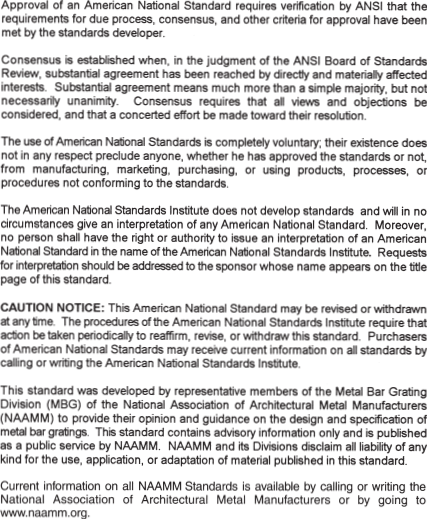 Approval of an American National Standard requires verification by ANSI that the
requirements for due process, consensus, and other criteria for approval have been
met by the standards developer.
Consensus is established when, in the judgment of the ANSI Board of Standards
Review, substantial agreement has been reached by directly and materially affected
interests. Substantial agreement means much more than a simple majority, but not
necessarily unanimity. Consensus requires that all views and objections be
considered, and that a concerted effort be made toward their resolution.
The use of American National Standards is completely voluntary; their existence does
not in any respect preclude anyone, whether he has approved the standards or not,
from manufacturing, marketing, purchasing, or using products, processes, or
procedures not conforming to the standards.
The American National Standards Institute does not develop standards and will in no
circumstances give an interpretation of any American National Standard. Moreover,
no person shall have the right or authority to issue an interpretation of an American
National Standard in the name of the American National Standards Institute. Requests
for interpretation should be addressed to the sponsor whose name appears on the title
page of this standard.
CAUTION NOTICE: This American National Standard may be revised or withdrawn
at any time. The procedures of the American National Standards Institute require that
action be taken periodically to reaffirm, revise, or withdraw this standard. Purchasers
of American National Standards may receive current information on all standards by
calling or writing the American National Standards Institute.
This standard was developed by representative members of the Metal Bar Grating
Division (MBG) of the National Association of Architectural Metal Manufacturers
(NAAMM) to provide their opinion and guidance on the design and specification of
metal bar gratings. This standard contains advisory information only and is published
as a public service by NAAMM. NAAMM and its Divisions disclaim all liability of any
kind for the use, application, or adaptation of material published in this standard.
Current information on all NAAMM Standards is available by calling or writing the
National Association of Architectural Metal Manufacturers or by going to
www.naamm.org.